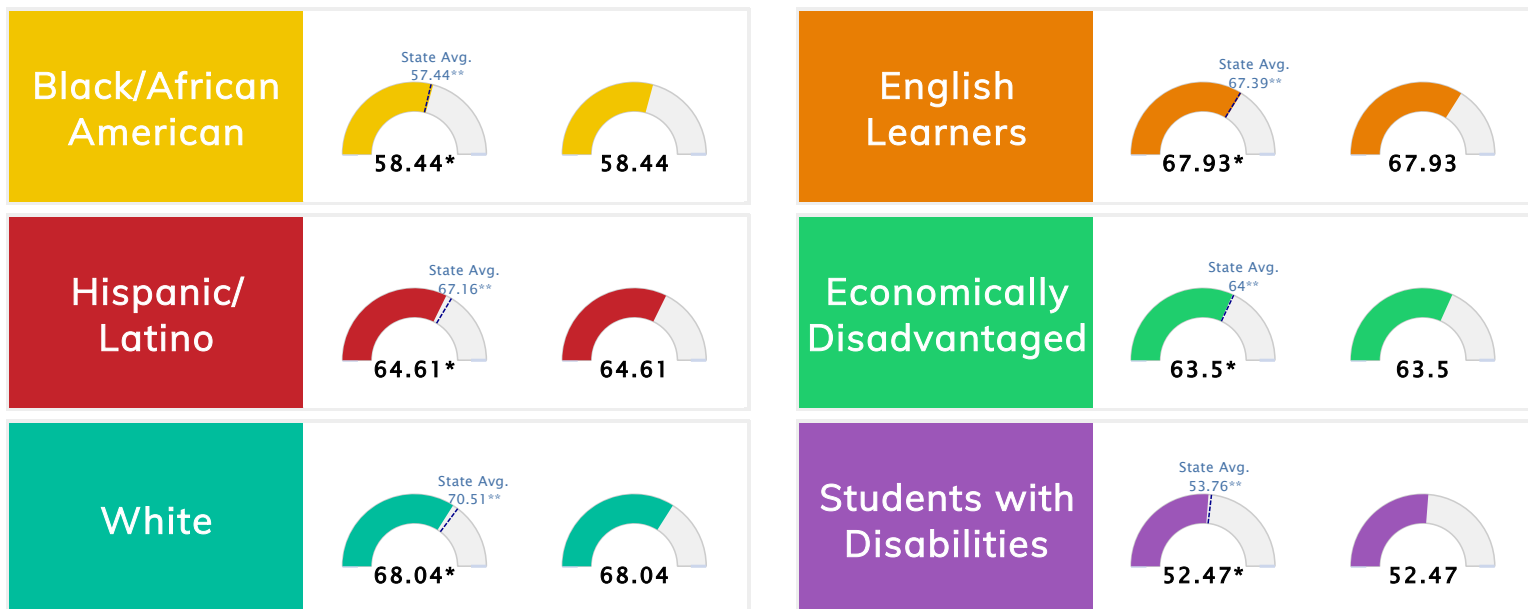 Black/African
American
State Avg.
57.44**
58.44*
58.44
English
Learners
State Avg.
67.39**
67.93*
67.93
Hispanic/
Latino
State Avg.
67.16**
64.61*
64.61
Economically
Disadvantaged
State Avg.
64**
63.5*
63.5
White
State Avg.
70.51**
68.04*
68.04
Students with
Disabilities
State Avg.
53.76**
52.47*
52.47